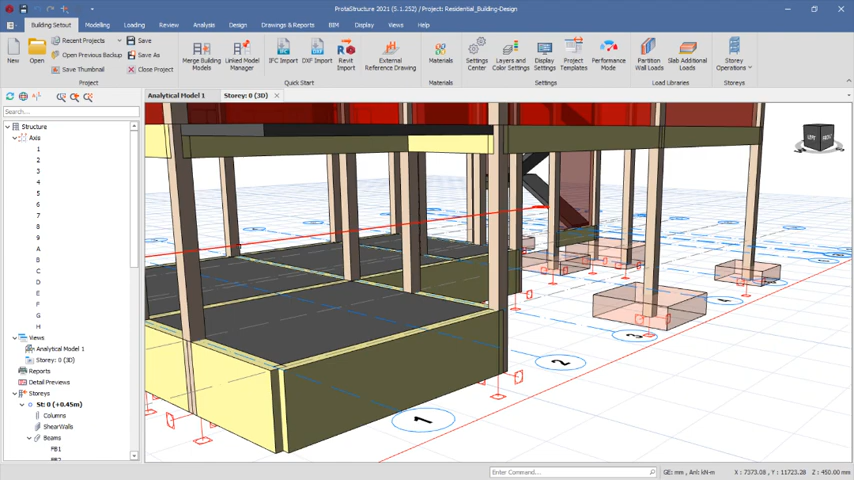 ProtaStructure 2021 (5.1.252) / Project: Residential_Building-Design
Building Setout Modelling Loading Review Analysis Design Drawings & Reports BIM Display Views Help
New
Open
Recent Projects
Open Previous Backup
Save Thumbnail
Save
Save As
Close Project
Project
Merge Building Models
Linked Model Manager
IFC Import
DXF Import
Revit Import
External Reference Drawing
Quick Start
Materials
Materials
Settings Center
Layers and Color Settings
Display Settings
Project Templates
Performance Mode
Settings
Partition Wall Loads
Slab Additional Loads
Load Libraries
Storey Operations
Storeys
Analytical Model 1
Storey: 0 (3D)
Search...
Structure
Axis
1
2
3
4
5
6
7
8
9
A
B
C
D
E
F
G
H
Views
Analytical Model 1
Storey: 0 (3D)
Reports
Detail Previews
Storeys
St: 0 (+0.45m)
Columns
ShearWalls
Beams
FB1
FB2
1
2
3
4
Enter Command...
GE: mm, Anl: kN-m
X : 7373.08 , Y : 11723.28
Z : 450.00 mm